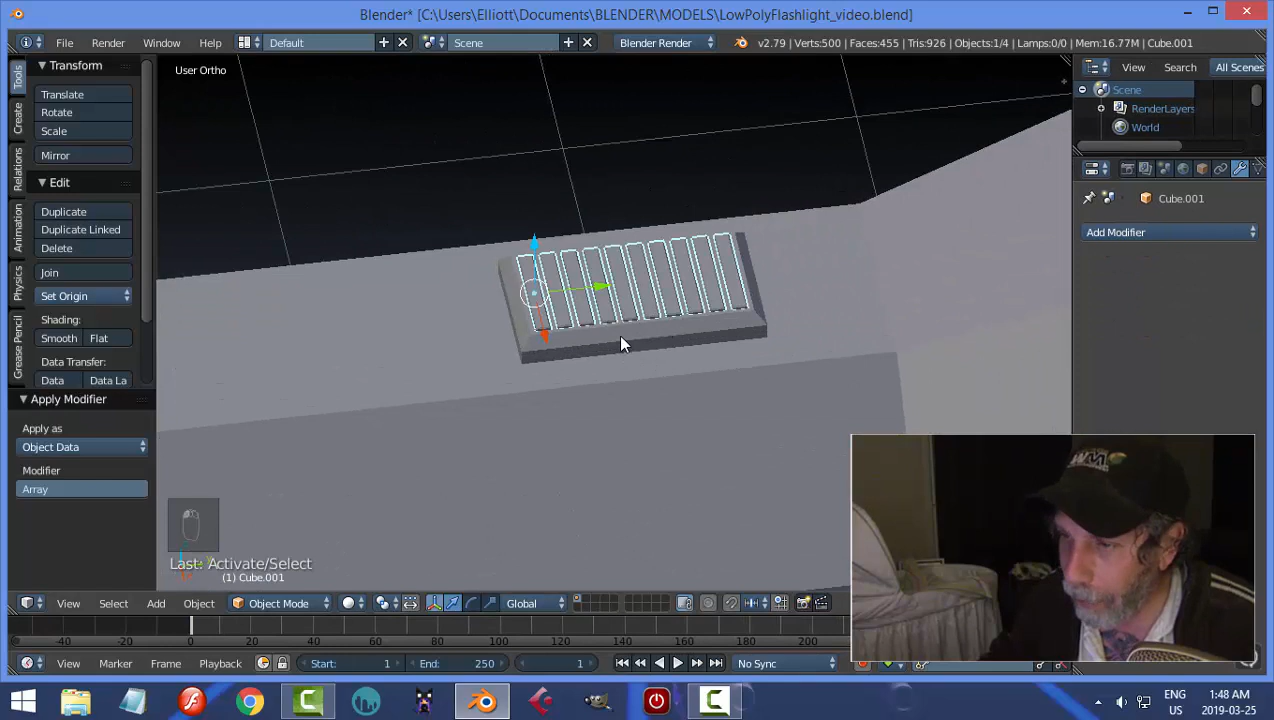 Blender* [C:\Users\Elliott\Documents\BLENDER\MODELS\LowPolyFlashlight_video.blend]
File Render Window Help Default Scene Blender Render v2.79 | Verts:500 | Faces:455 | Tris:926 | Objects:1/4 | Lamps:0/0 | Mem:16.77M | Cube.001
Tools
Create
Relations
Animation
Physics
Grease Pencil
Transform
Translate
Rotate
Scale
Mirror
Edit
Duplicate
Duplicate Linked
Delete
Join
Set Origin
Shading:
Smooth Flat
Data Transfer:
Data Data La
Apply Modifier
Apply as
Object Data
Modifier
Array
User Ortho
Last: Activate/Select
(1) Cube.001
View Search All Scenes
Scene
RenderLayers
World
Cube.001
Add Modifier
View Select Add Object Object Mode Global
-40 -20 0 20 40 60 80 100 120 140 160 180 200
View Marker Frame Playback Start: 1 End: 250 1 No Sync
ENG
US
1:48 AM
2019-03-25